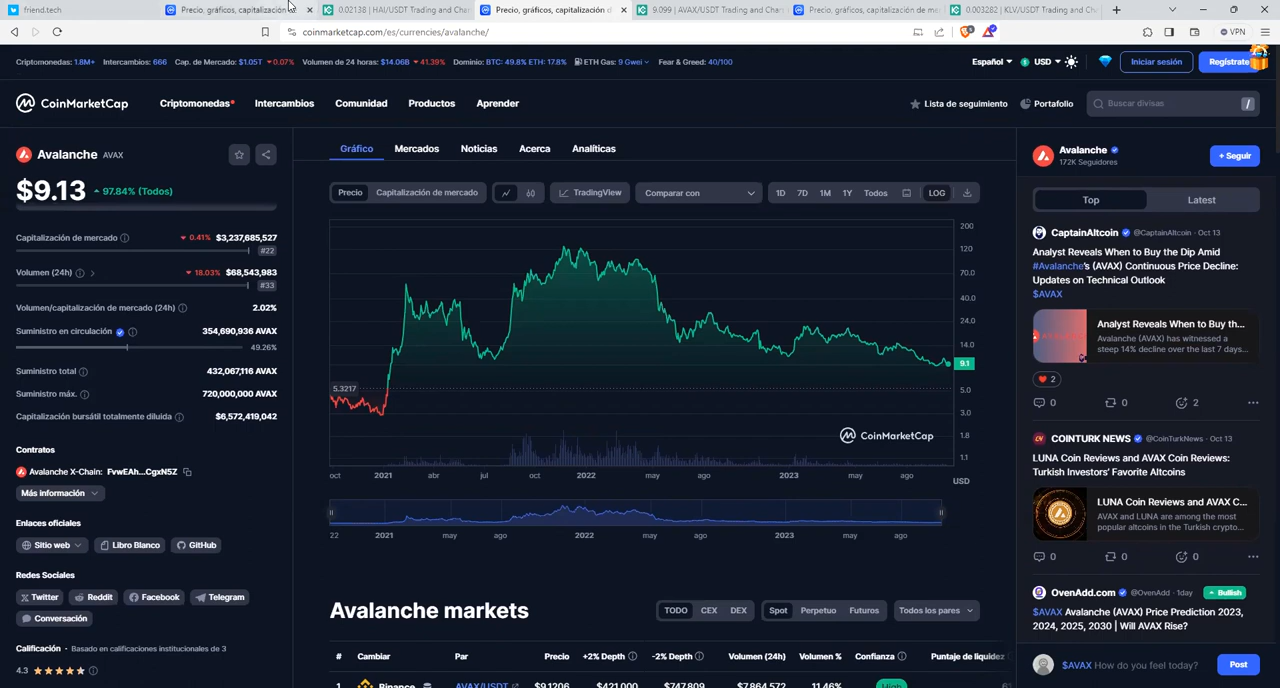 friend.tech
Precio, gráficos, capitalización
0.02138 | HAI/USDT Trading and Char
Precio, gráficos, capitalización d
9.099 | AVAX/USDT Trading and Chart
Precio, gráficos, capitalización de me
0.003282 | KLV/USDT Trading and Ch
coinmarketcap.com/es/currencies/avalanche/
VPN
Criptomonedas: 1.8M+ Intercambios: 666 Cap. de Mercado: $1.05T 0.07% Volumen de 24 horas: $14.06B 41.39% Dominio: BTC: 49.8% ETH: 17.8% ETH Gas: 9 Gwei Fear & Greed: 40/100
Español USD Iniciar sesión Regístrate
CoinMarketCap Criptomonedas Intercambios Comunidad Productos Aprender
Lista de seguimiento Portafolio Buscar divisas /
Avalanche AVAX
$9.13 97.84% (Todos)
Capitalización de mercado 0.41% $3,237,685,527
#22
Volumen (24h) 18.03% $68,543,983
#33
Volumen/capitalización de mercado (24h) 2.02%
Suministro en circulación 354,690,936 AVAX
49.26%
Suministro total 432,067,116 AVAX
Suministro máx. 720,000,000 AVAX
Capitalización bursátil totalmente diluida $6,572,419,042
Contratos
Avalanche X-Chain: FvwEAh...CgxN5Z
Más información
Enlaces oficiales
Sitio web Libro Blanco GitHub
Redes Sociales
Twitter Reddit Facebook Telegram
Conversación
Calificación · Basado en calificaciones institucionales de 3
4.3
Gráfico Mercados Noticias Acerca Analíticas
Precio Capitalización de mercado TradingView Comparar con 1D 7D 1M 1Y Todos LOG
200
120
70.0
40.0
24.0
14.0
9.1
5.3217
5.0
3.0
1.8
1.1
CoinMarketCap
oct 2021 abr jul oct 2022 may ago 2023 may ago
USD
22 2021 may ago 2022 may ago 2023 may ago
Avalanche markets
TODO CEX DEX Spot Perpetuo Futuros Todos los pares
# Cambiar Par Precio +2% Depth -2% Depth Volumen (24h) Volumen % Confianza Puntaje de liquidez
1 Binance AVAX/USDT $9.1206 $421,000 $747,809 $7,864,572 11.46% High
Avalanche
172K Seguidores
+ Seguir
Top Latest
CaptainAltcoin @CaptainAltcoin · Oct 13
Analyst Reveals When to Buy the Dip Amid
#Avalanche's (AVAX) Continuous Price Decline:
Updates on Technical Outlook
$AVAX
Analyst Reveals When to Buy th...
Avalanche (AVAX) has witnessed a
steep 14% decline over the last 7 days...
2
0 0 2
COINTURK NEWS @CoinTurkNews · Oct 13
LUNA Coin Reviews and AVAX Coin Reviews:
Turkish Investors' Favorite Altcoins
LUNA Coin Reviews and AVAX C...
AVAX and LUNA are among the most
popular altcoins in the Turkish crypto...
0 0 0
OvenAdd.com @OvenAdd · 1day Bullish
$AVAX Avalanche (AVAX) Price Prediction 2023,
2024, 2025, 2030 | Will AVAX Rise?
$AVAX How do you feel today? Post